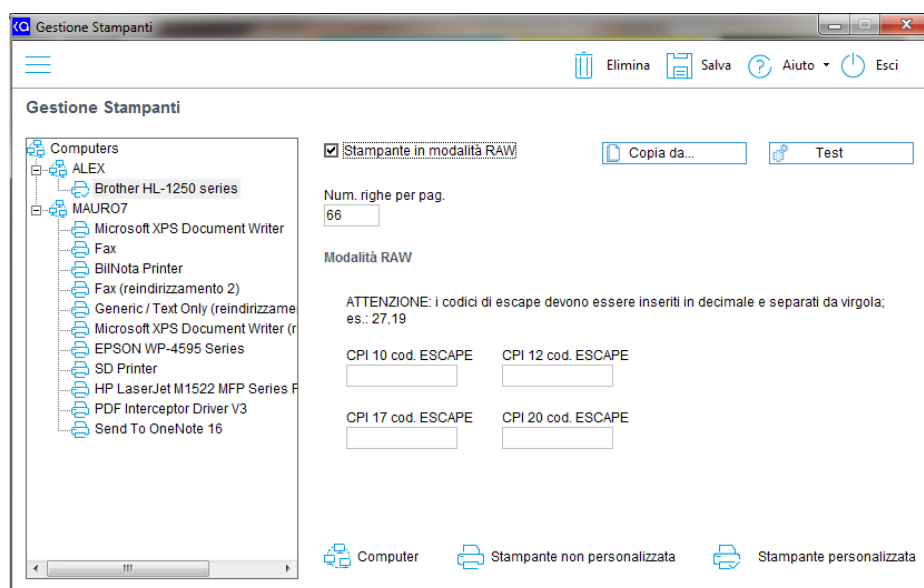 Gestione Stampanti
Elimina Salva Aiuto Esci
Gestione Stampanti
Computers
ALEX
Brother HL-1250 series
MAURO7
Microsoft XPS Document Writer
Fax
BilNota Printer
Fax (reindirizzamento 2)
Generic / Text Only (reindirizzame
Microsoft XPS Document Writer (r
EPSON WP-4595 Series
SD Printer
HP LaserJet M1522 MFP Series F
PDF Interceptor Driver V3
Send To OneNote 16
Stampante in modalità RAW
Copia da...
Test
Num. righe per pag.
66
Modalità RAW
ATTENZIONE: i codici di escape devono essere inseriti in decimale e separati da virgola;
es.: 27,19
CPI 10 cod. ESCAPE CPI 12 cod. ESCAPE
CPI 17 cod. ESCAPE CPI 20 cod. ESCAPE
Computer Stampante non personalizzata Stampante personalizzata